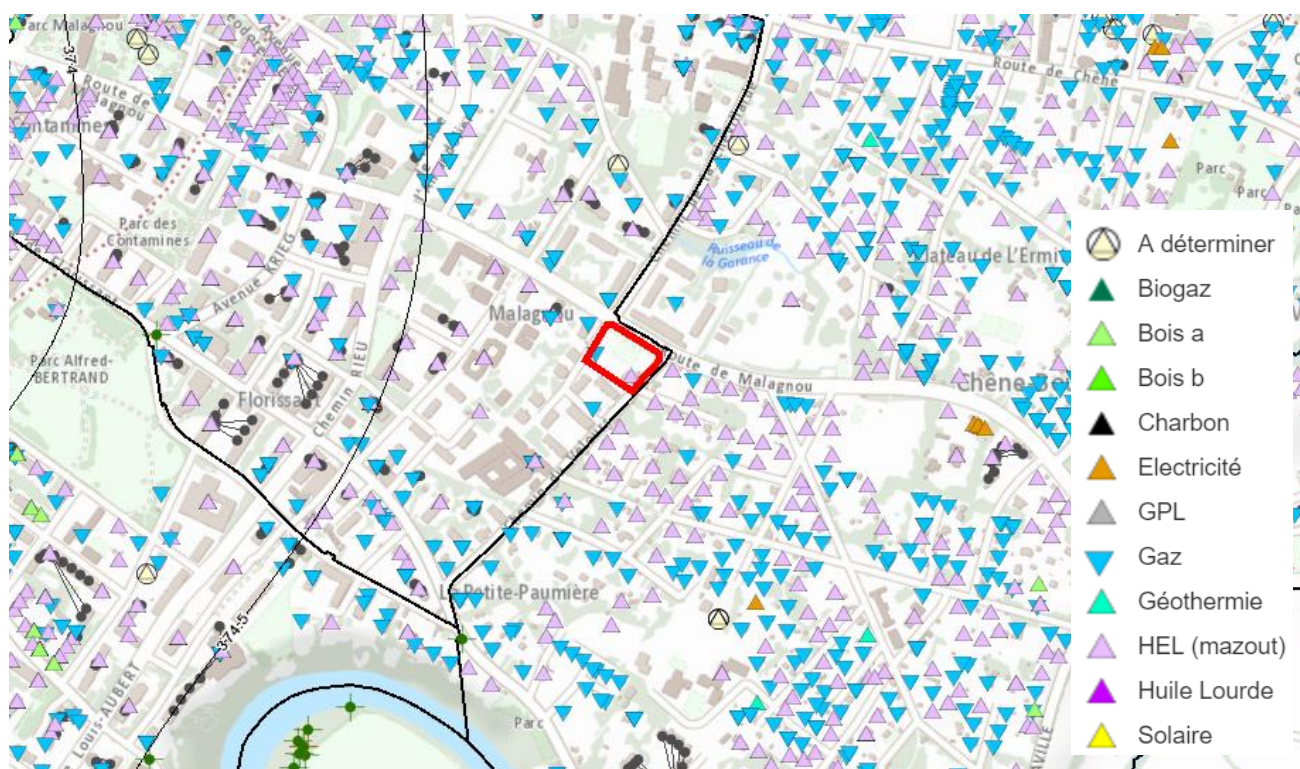 Parc Malagnou
374
Route de
Malagnou
Contamines
Parc des
Contamines
Avenue KRIEG
Route de Chêne
Parc
Parc
Ruisseau de
la Garance
Plateau de L'Ermi
Malagnou
Route de Malagnou
Parc Alfred-
BERTRAND
Florissant
Chemin RIEU
Chêne-Bou
La Petite-Paumière
374.5
Louis-AUBERT
Parc
VILLE
A déterminer
Biogaz
Bois a
Bois b
Charbon
Electricité
GPL
Gaz
Géothermie
HEL (mazout)
Huile Lourde
Solaire